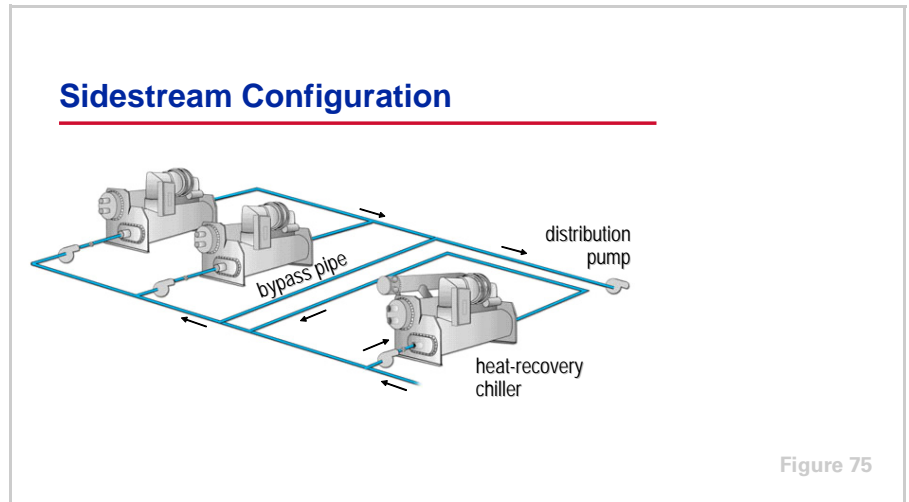 Sidestream Configuration
distribution
pump
bypass pipe
heat-recovery
chiller
Figure 75